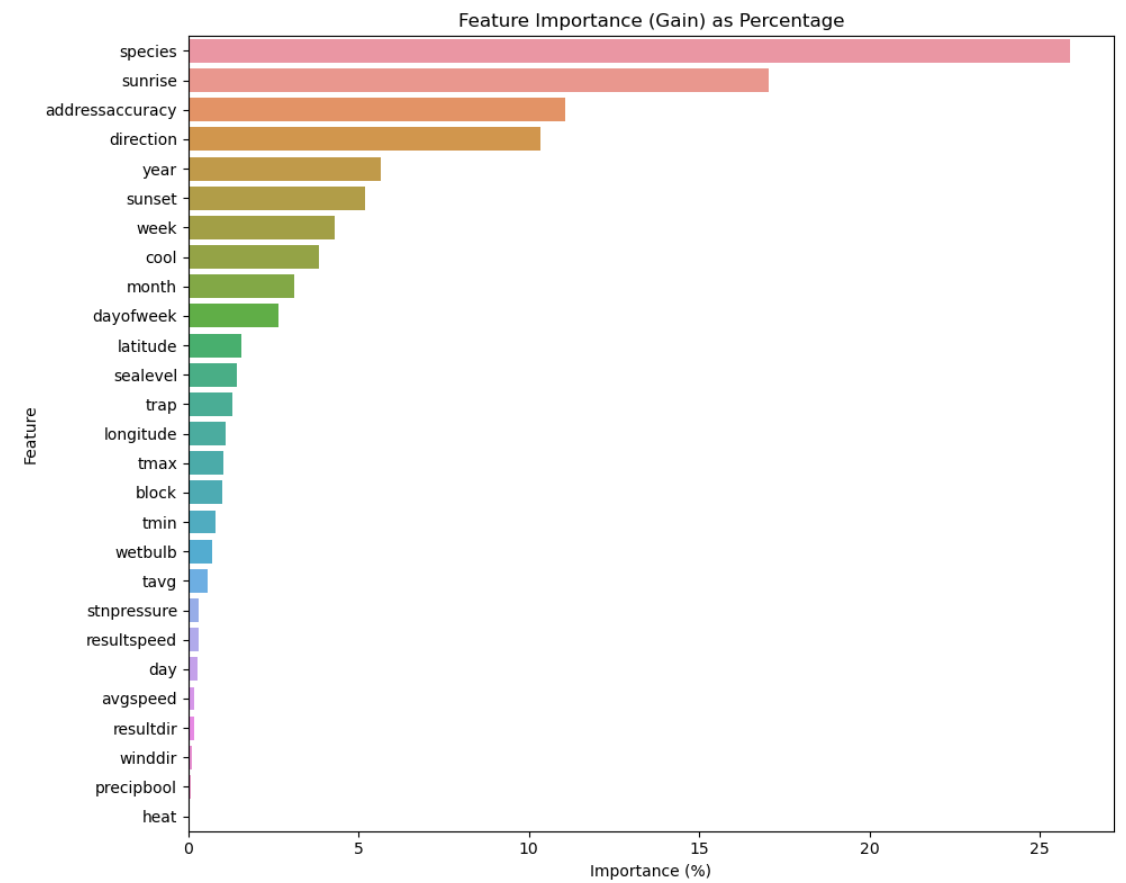 Feature Importance (Gain) as Percentage
species
sunrise
addressaccuracy
direction
year
sunset
week
cool
month
dayofweek
latitude
sealevel
trap
longitude
tmax
block
tmin
wetbulb
tavg
stnpressure
resultspeed
day
avgspeed
resultdir
winddir
precipbool
heat
Feature
0 5 10 15 20 25
Importance (%)